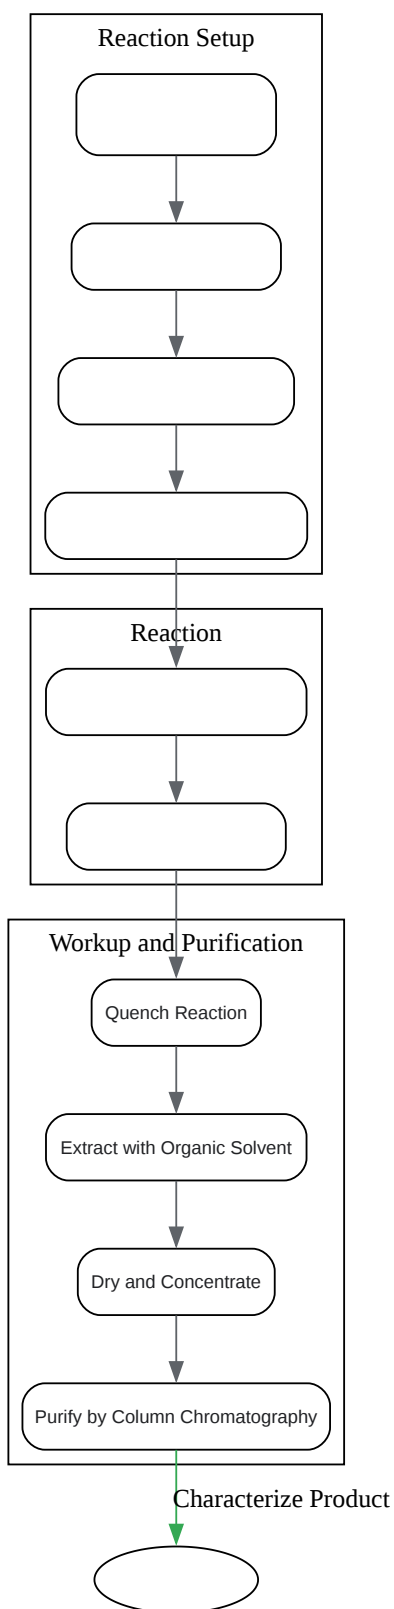 Reaction Setup
Reaction
Workup and Purification
Quench Reaction
Extract with Organic Solvent
Dry and Concentrate
Purify by Column Chromatography
Characterize Product